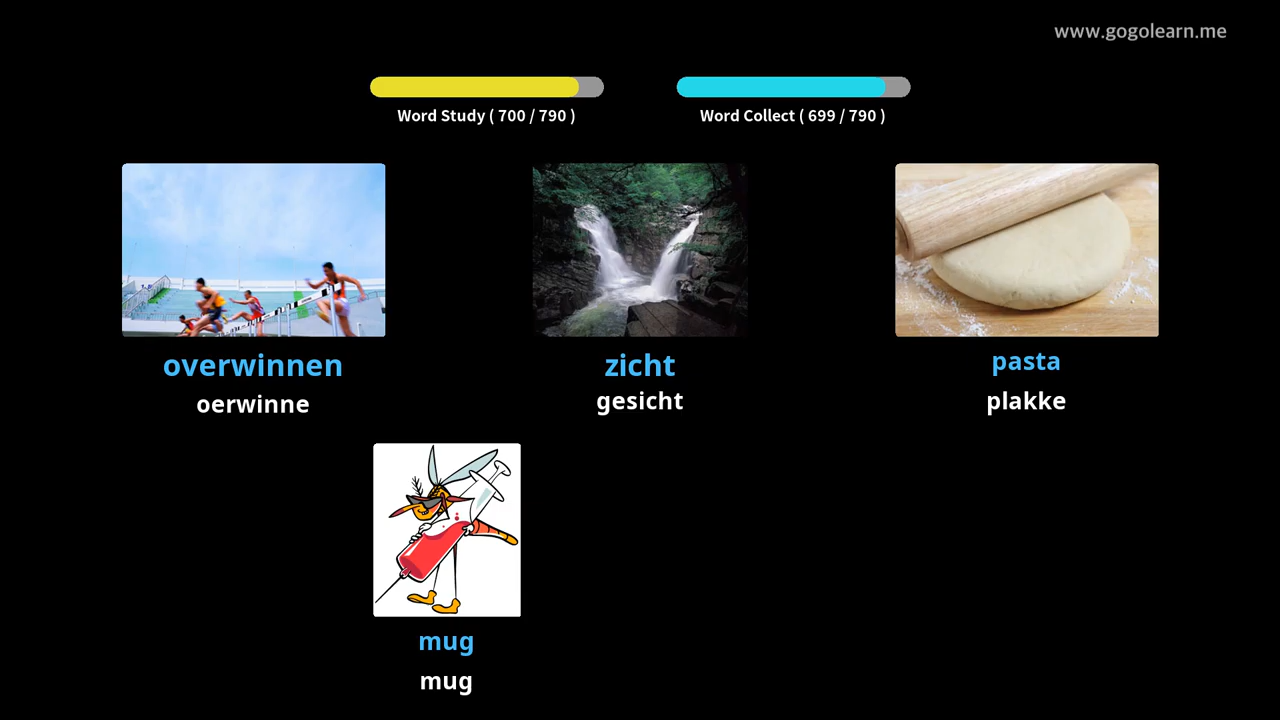 www.gogolearn.me
Word Study ( 700 / 790 )
Word Collect ( 699 / 790 )
overwinnen
oerwinne
zicht
gesicht
pasta
plakke
mug
mug